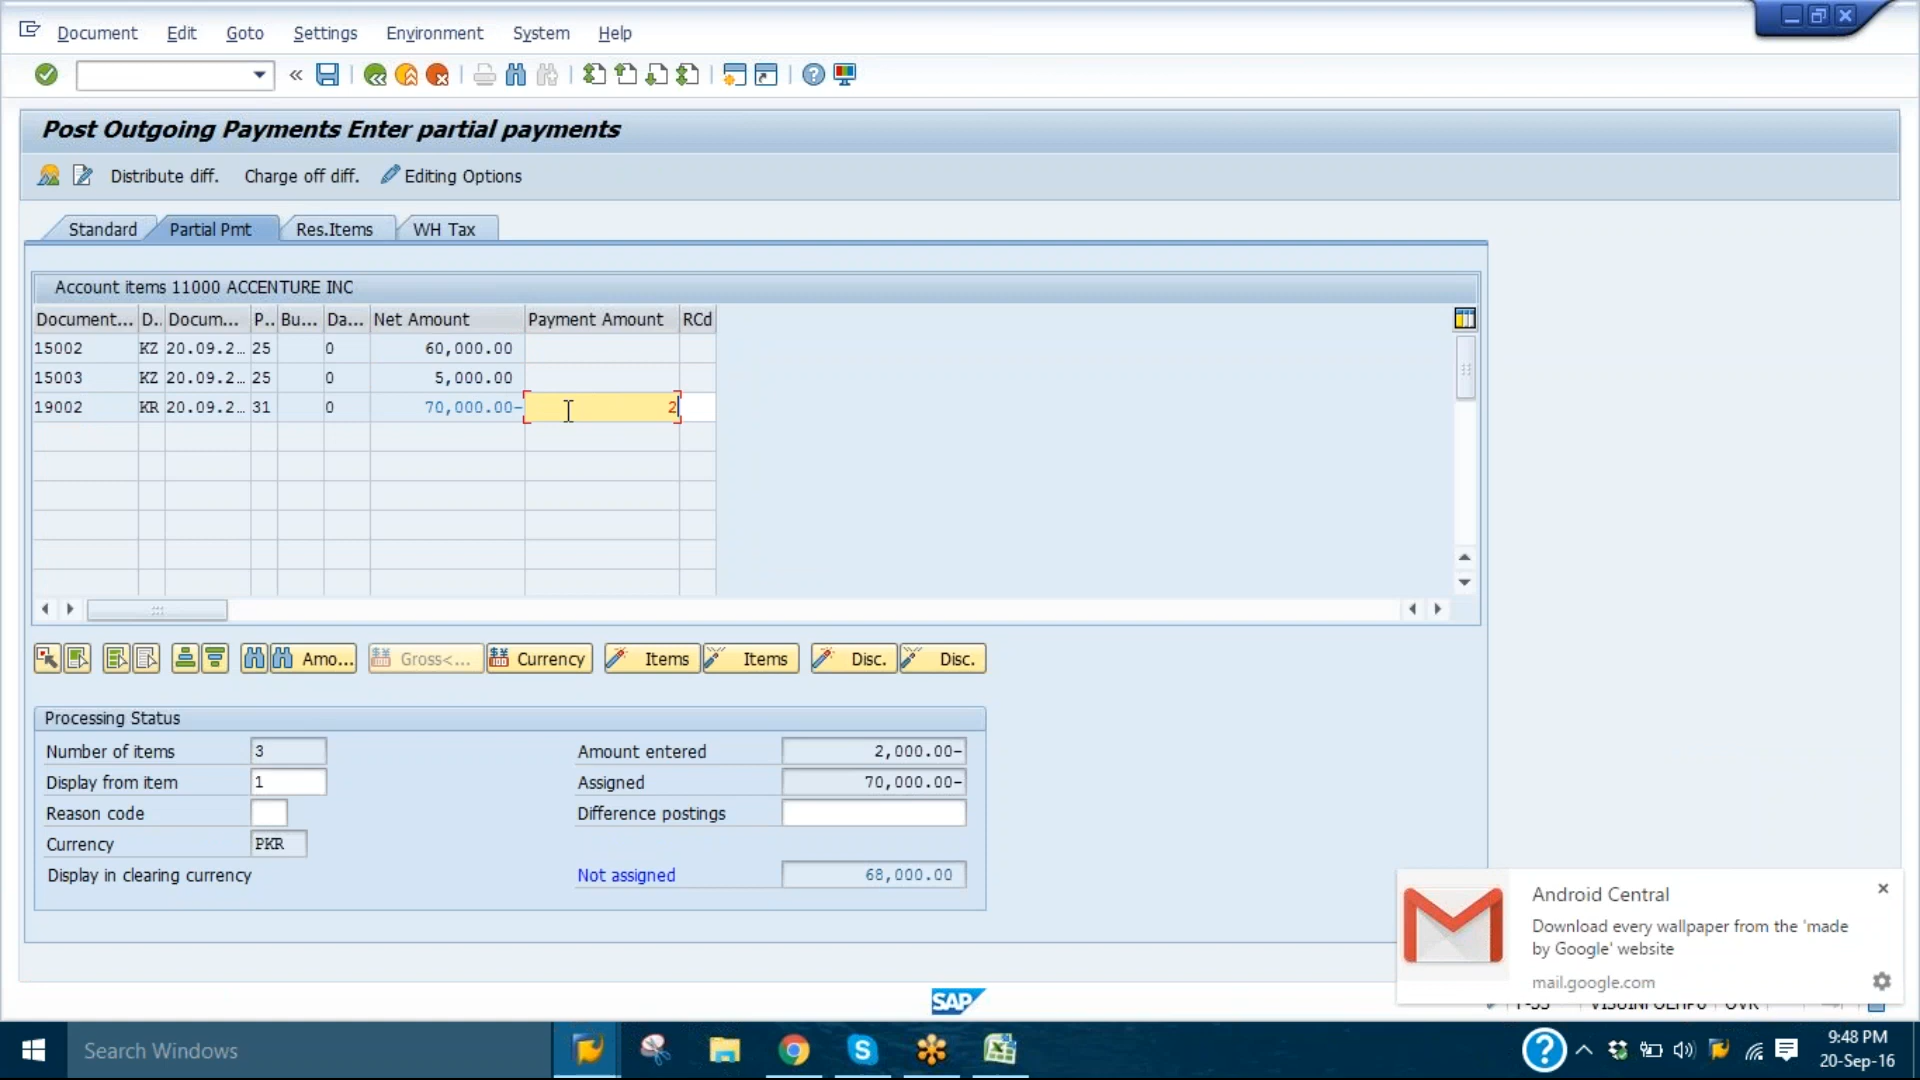 Document Edit Goto Settings Environment System Help
Post Outgoing Payments Enter partial payments
Distribute diff. Charge off diff. Editing Options
Standard Partial Pmt Res.Items WH Tax
Account items 11000 ACCENTURE INC
Document... D.. Docum... P.. Bu... Da... Net Amount Payment Amount RCd
15002 KZ 20.09.2... 25 0 60,000.00
15003 KZ 20.09.2... 25 0 5,000.00
19002 KR 20.09.2... 31 0 70,000.00- 2
Amo... Gross<... Currency Items Items Disc. Disc.
Processing Status
Number of items 3 Amount entered 2,000.00-
Display from item 1 Assigned 70,000.00-
Reason code Difference postings
Currency PKR
Display in clearing currency Not assigned 68,000.00
Android Central
Download every wallpaper from the 'made
by Google' website
mail.google.com
SAP
OVR
Search Windows
9:48 PM
20-Sep-16